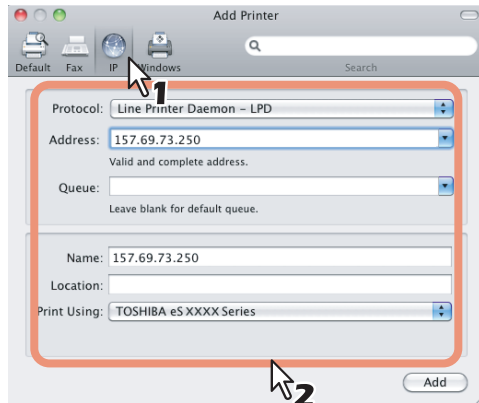 Add Printer
Default Fax IP Windows Search
1
Protocol: Line Printer Daemon – LPD
Address: 157.69.73.250
Valid and complete address.
Queue:
Leave blank for default queue.
Name: 157.69.73.250
Location:
Print Using: TOSHIBA eS XXXX Series
2
Add